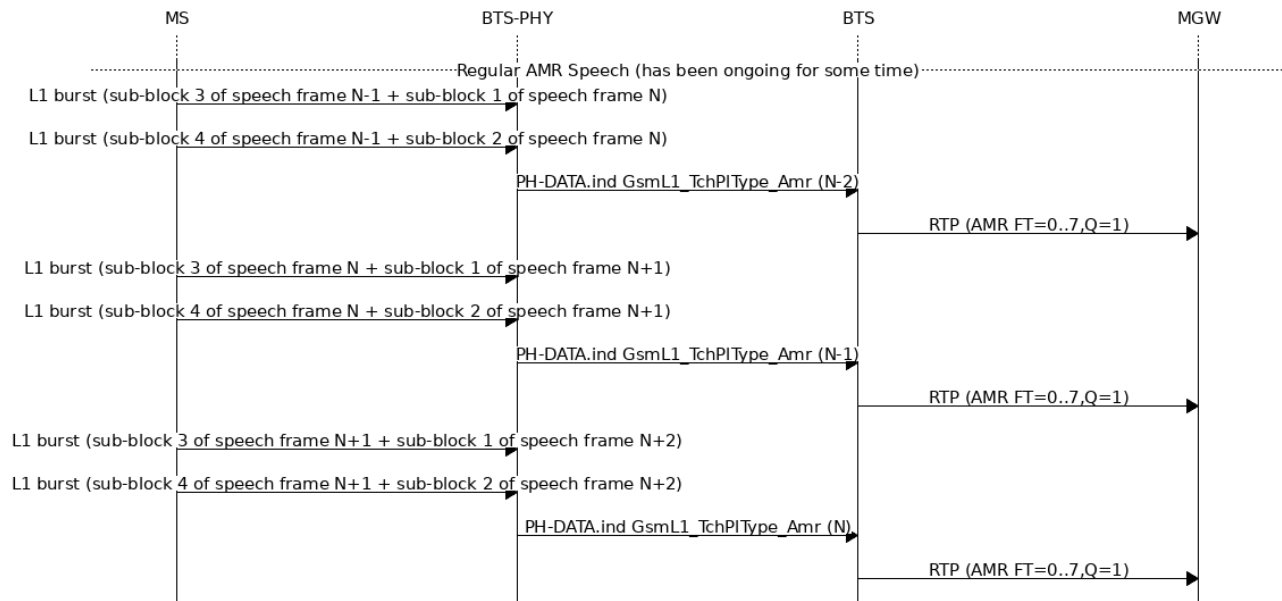 MS BTS-PHY BTS MGW
Regular AMR Speech (has been ongoing for some time)
L1 burst (sub-block 3 of speech frame N-1 + sub-block 1 of speech frame N)
L1 burst (sub-block 4 of speech frame N-1 + sub-block 2 of speech frame N)
PH-DATA.ind GsmL1_TchPlType_Amr (N-2)
RTP (AMR FT=0..7,Q=1)
L1 burst (sub-block 3 of speech frame N + sub-block 1 of speech frame N+1)
L1 burst (sub-block 4 of speech frame N + sub-block 2 of speech frame N+1)
PH-DATA.ind GsmL1_TchPlType_Amr (N-1)
RTP (AMR FT=0..7,Q=1)
L1 burst (sub-block 3 of speech frame N+1 + sub-block 1 of speech frame N+2)
L1 burst (sub-block 4 of speech frame N+1 + sub-block 2 of speech frame N+2)
PH-DATA.ind GsmL1_TchPlType_Amr (N)
RTP (AMR FT=0..7,Q=1)